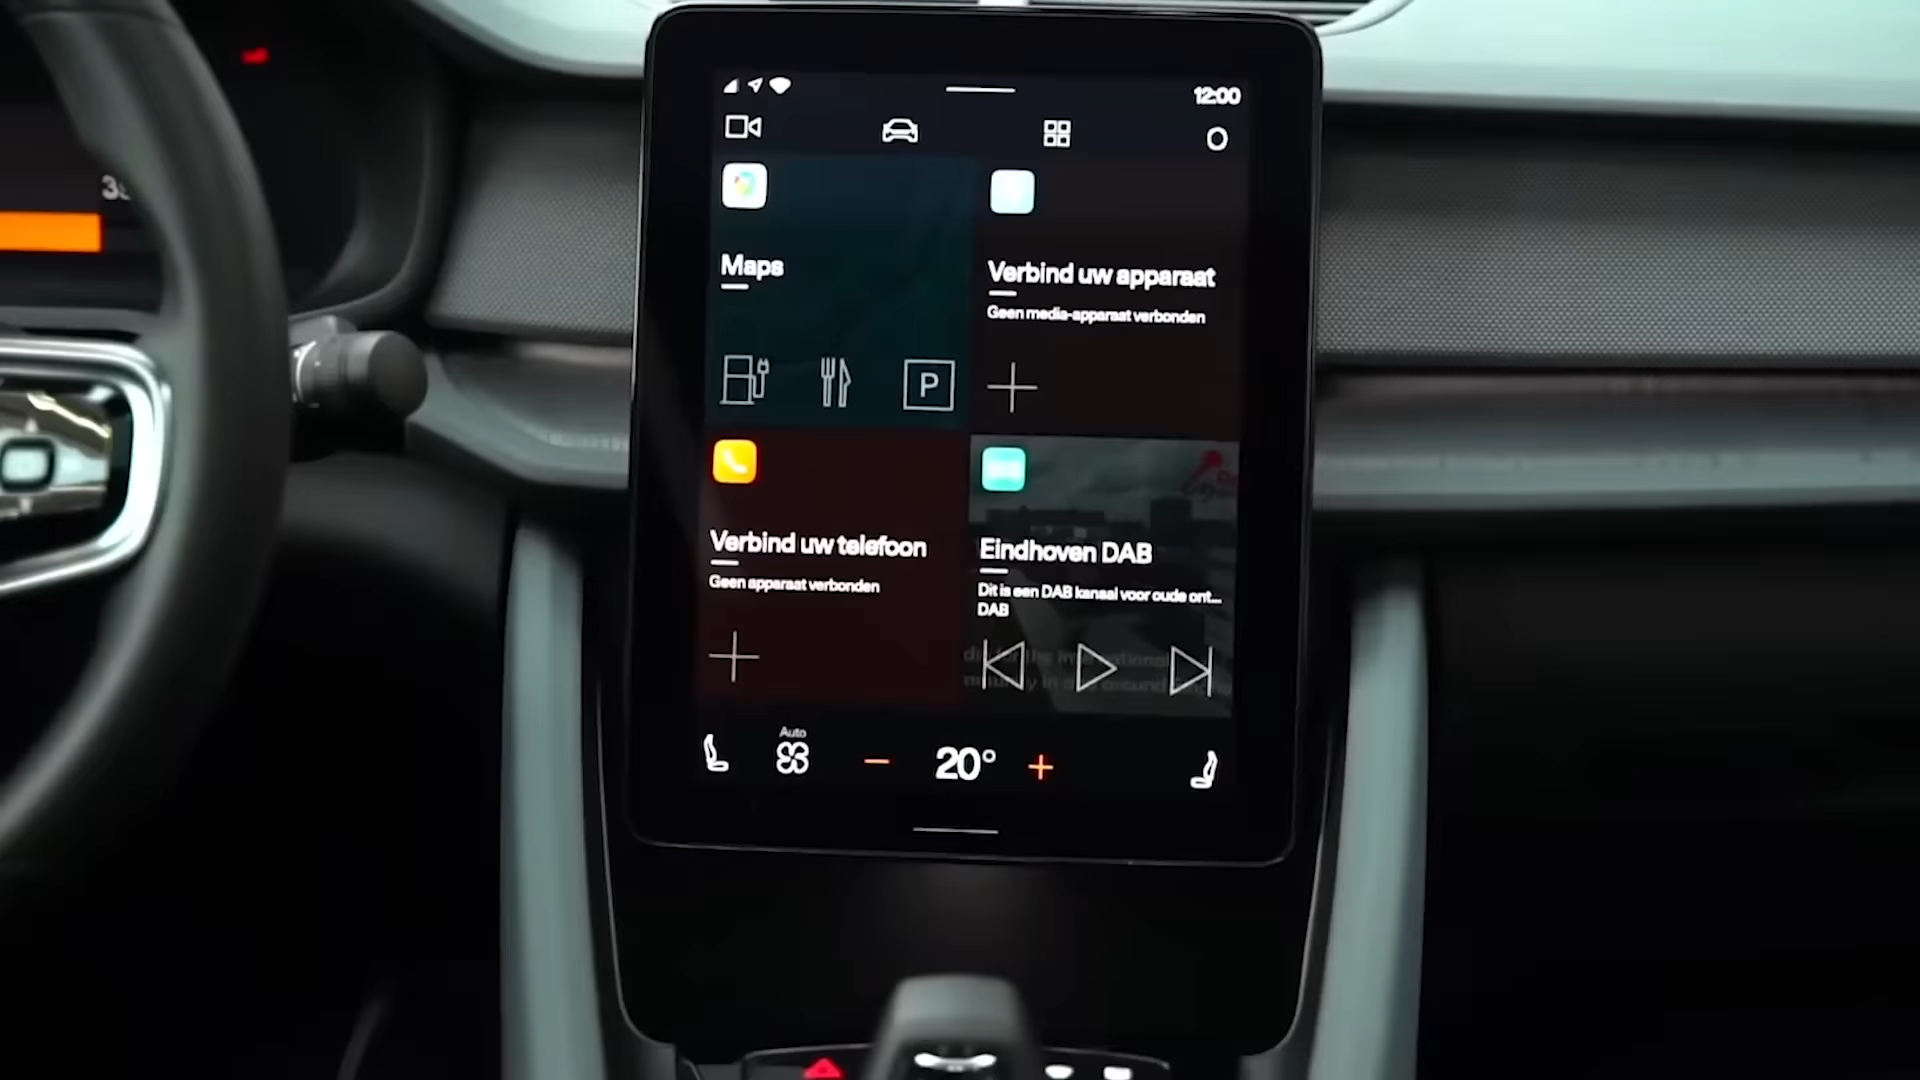 12:00
Maps
Verbind uw apparaat
Geen media-apparaat verbonden
P
Verbind uw telefoon
Geen apparaat verbonden
Eindhoven DAB
Dit is een DAB kanaal voor oude ont...
DAB
Auto
20°